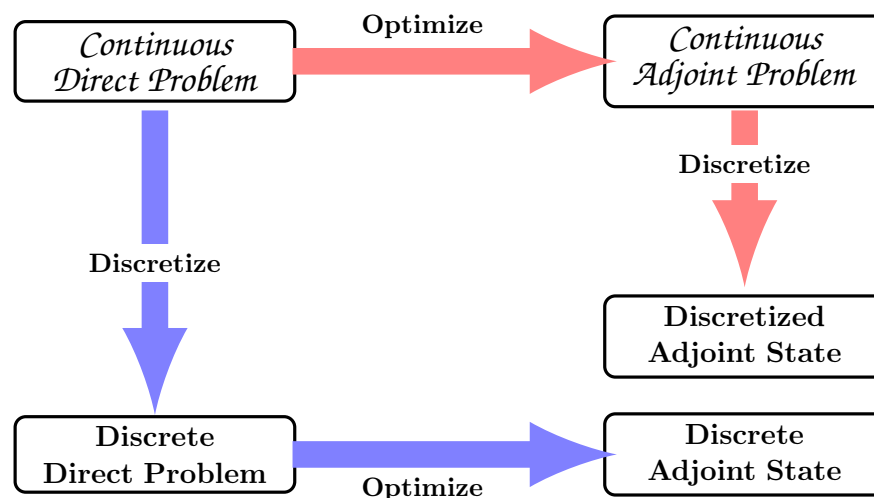 Continuous
Direct Problem
Optimize
Continuous
Adjoint Problem
Discretize
Discretize
Discretized
Adjoint State
Discrete
Direct Problem
Optimize
Discrete
Adjoint State